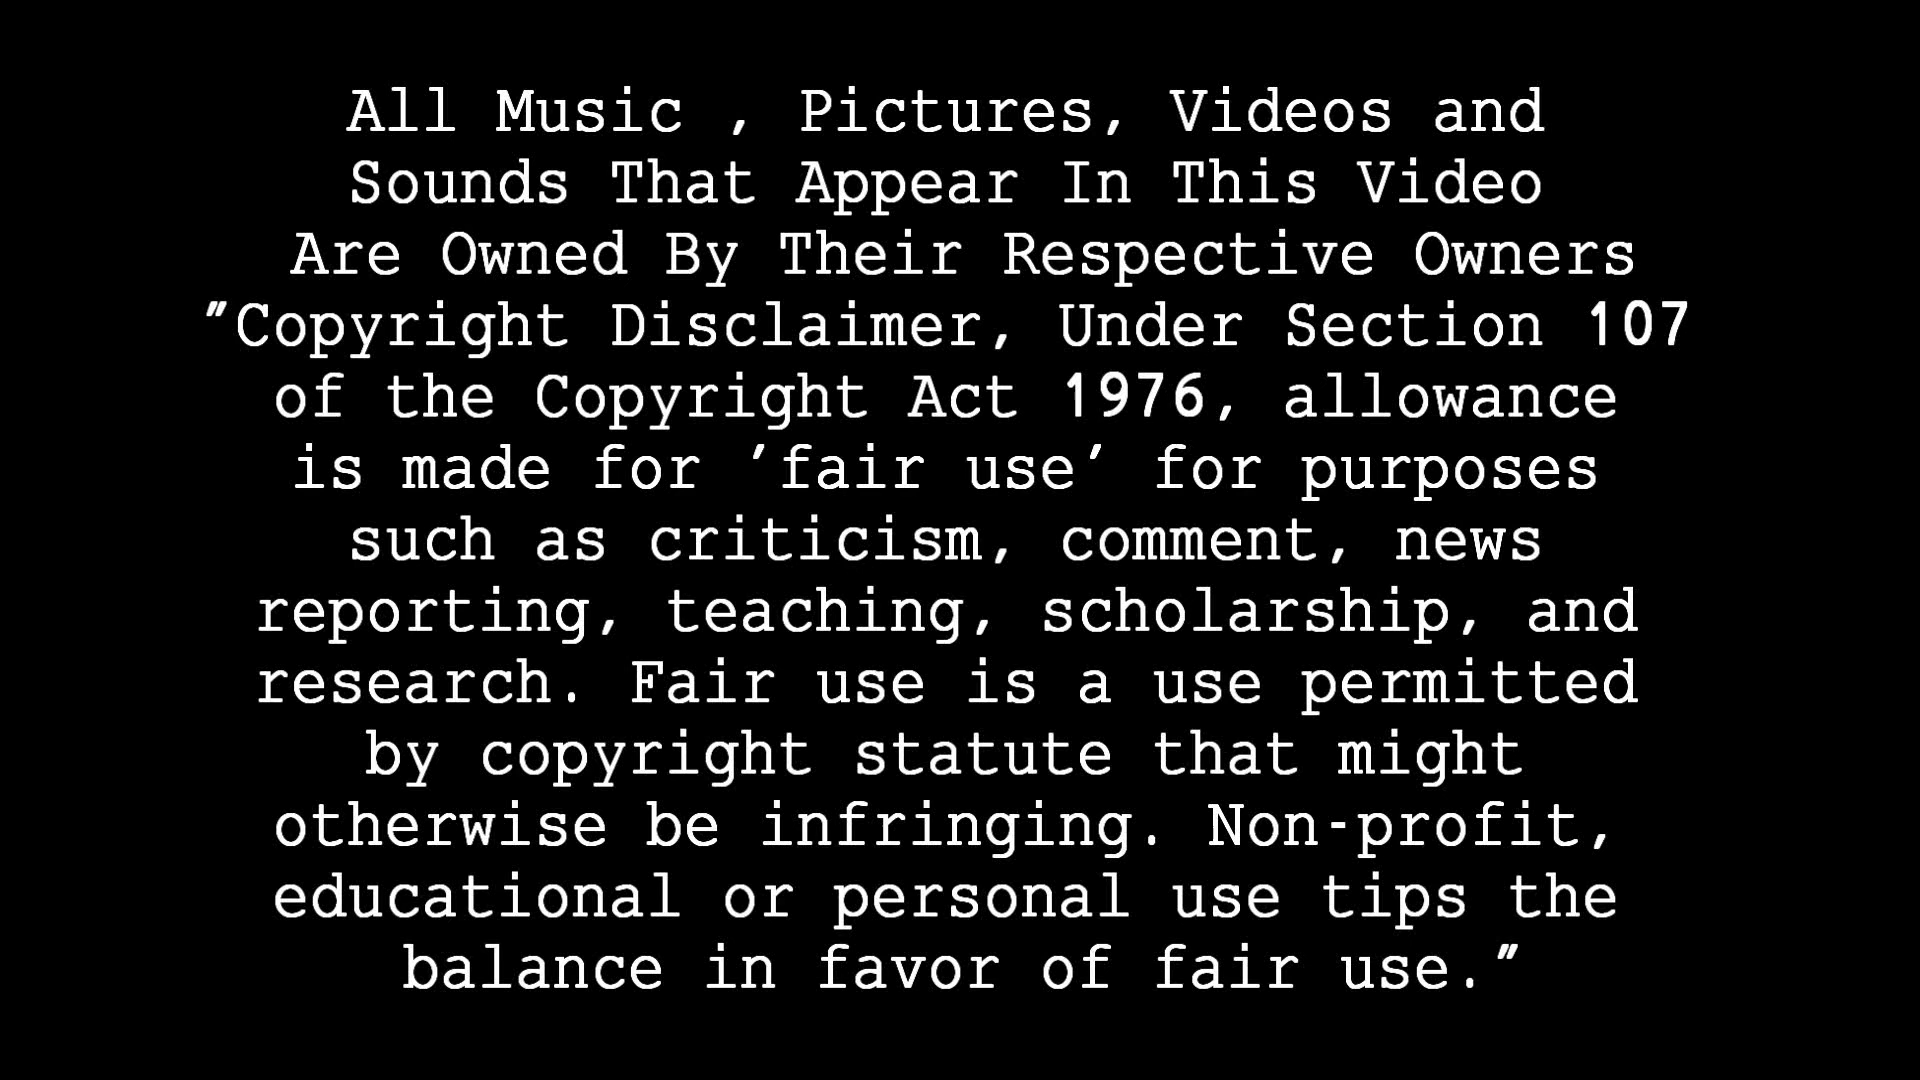 All Music , Pictures, Videos and
Sounds That Appear In This Video
Are Owned By Their Respective Owners
"Copyright Disclaimer, Under Section 107
of the Copyright Act 1976, allowance
is made for 'fair use' for purposes
such as criticism, comment, news
reporting, teaching, scholarship, and
research. Fair use is a use permitted
by copyright statute that might
otherwise be infringing. Non-profit,
educational or personal use tips the
balance in favor of fair use."